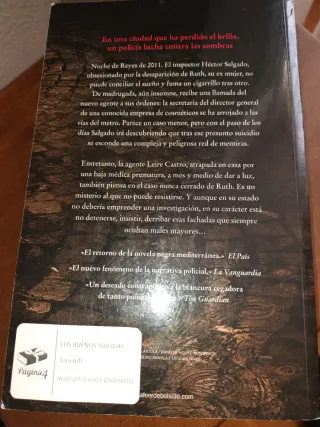 En una ciudad que ha perdido el brillo,
un policía lucha contra las sombras
Noche de Reyes de 2011. El inspector Héctor Salgado,
obsesionado por la desaparición de Ruth, su ex mujer, no
puede conciliar el sueño y fuma un cigarrillo tras otro.
De madrugada, aún insomne, recibe una llamada del
nuevo agente a sus órdenes: la secretaria del director general
de una conocida empresa de cosméticos se ha arrojado a las
vías del metro. Parece un caso menor, pero con el paso de los
días Salgado irá descubriendo que tras ese presunto suicidio
se esconde una compleja y peligrosa red de mentiras.
Entretanto, la agente Leire Castro, atrapada en casa por
una baja médica prematura, a mes y medio de dar a luz,
también piensa en el caso nunca cerrado de Ruth. Es un
misterio al que no puede resistirse. Y aunque en su estado
no debería emprender una investigación, en su carácter está
no detenerse, insistir, derribar esas fachadas que siempre
ocultan males mayores…
«El retorno de la novela negra mediterránea.» El País
«El nuevo fenómeno de la narrativa policial.» La Vanguardia
«Un deseado contrapunto a la blancura cegadora
de tanto The Guardian
Pagina4
LOS BUENOS SUICIDAS